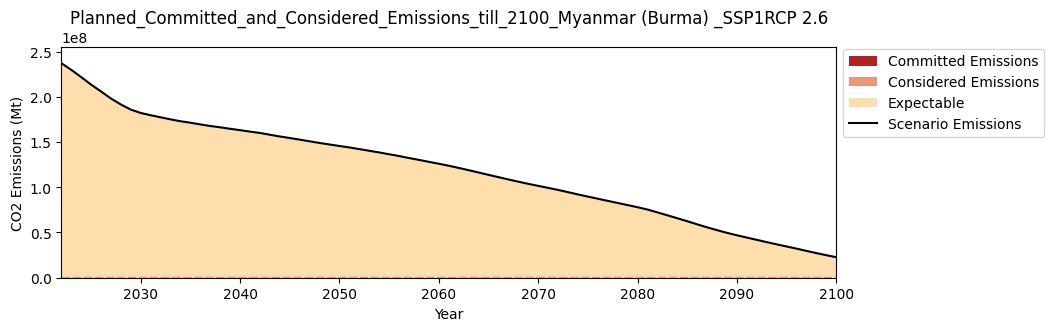 Planned_Committed_and_Considered_Emissions_till_2100_Myanmar (Burma) _SSP1RCP 2.6
1e8
2.5
2.0
1.5
1.0
0.5
0.0
CO2 Emissions (Mt)
2030 2040 2050 2060 2070 2080 2090 2100
Year
Committed Emissions
Considered Emissions
Expectable
Scenario Emissions